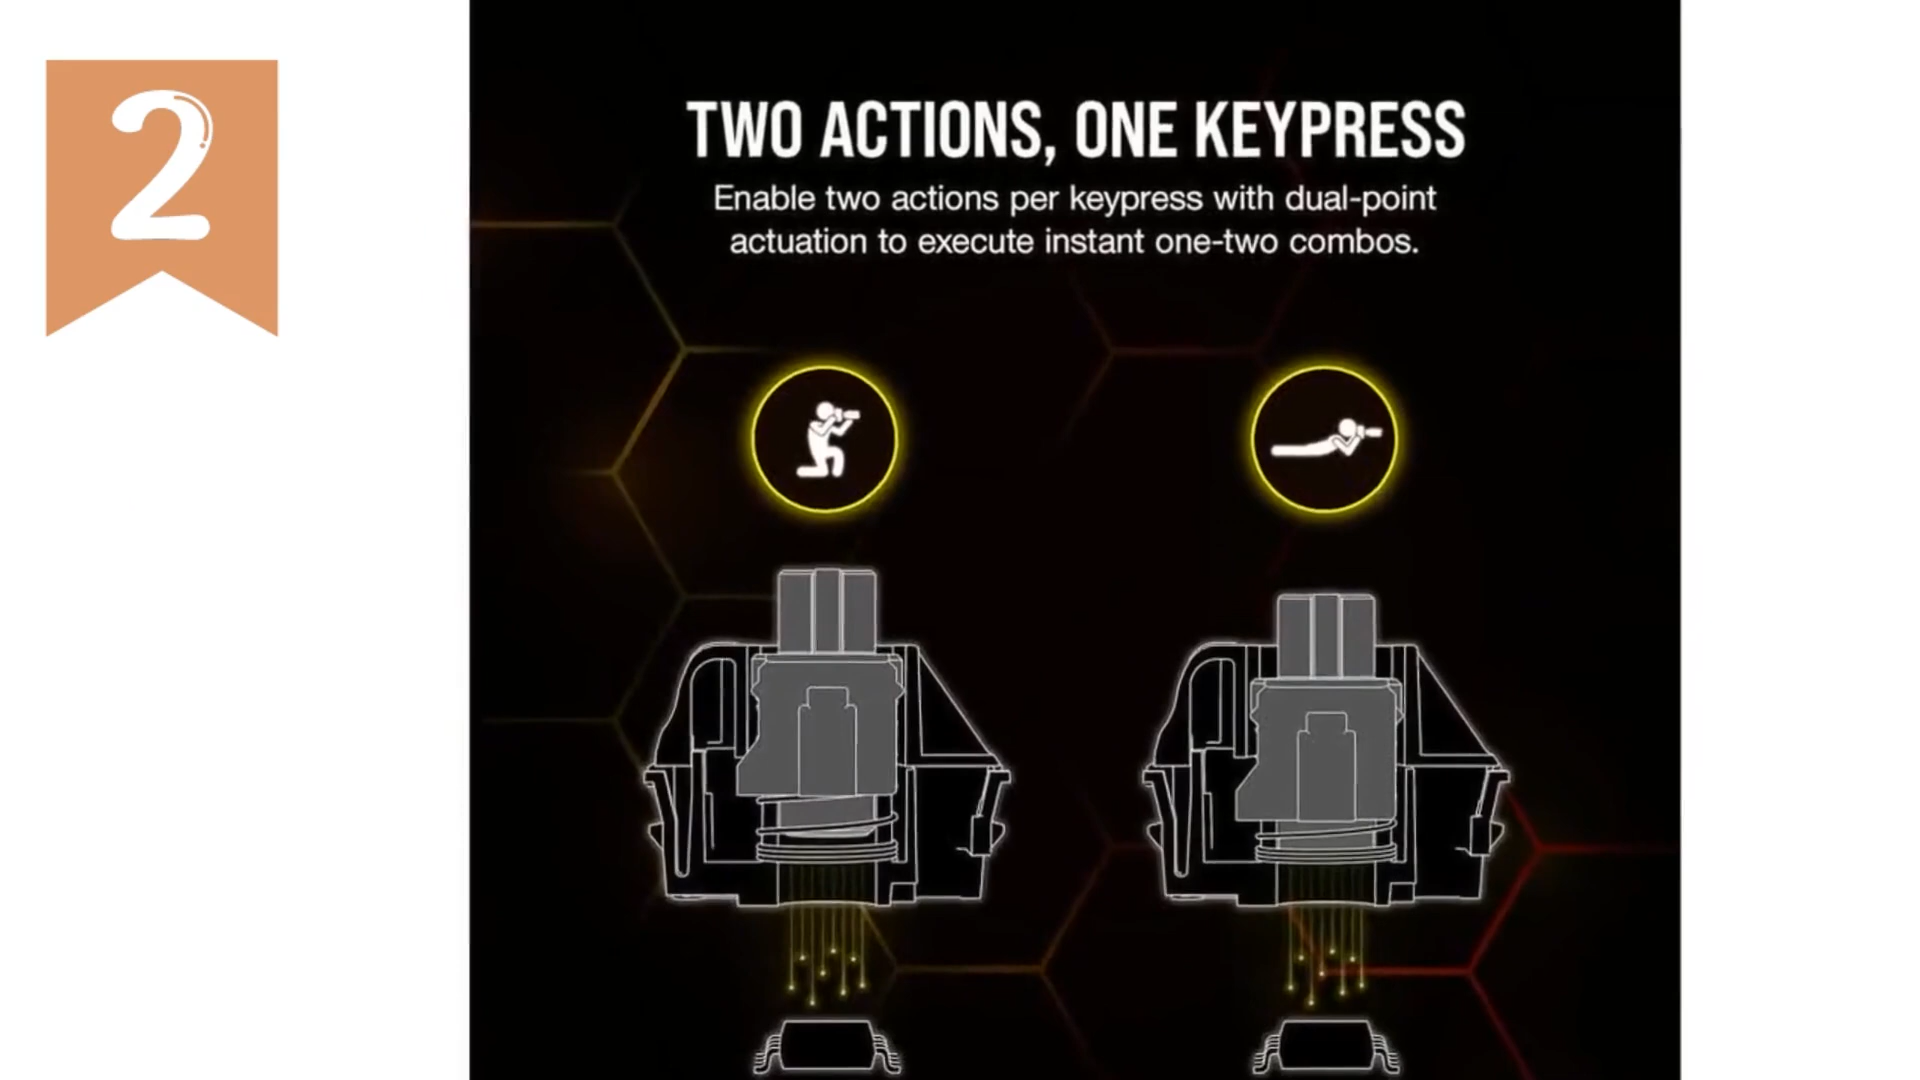 2
TWO ACTIONS, ONE KEYPRESS
Enable two actions per keypress with dual-point
actuation to execute instant one-two combos.